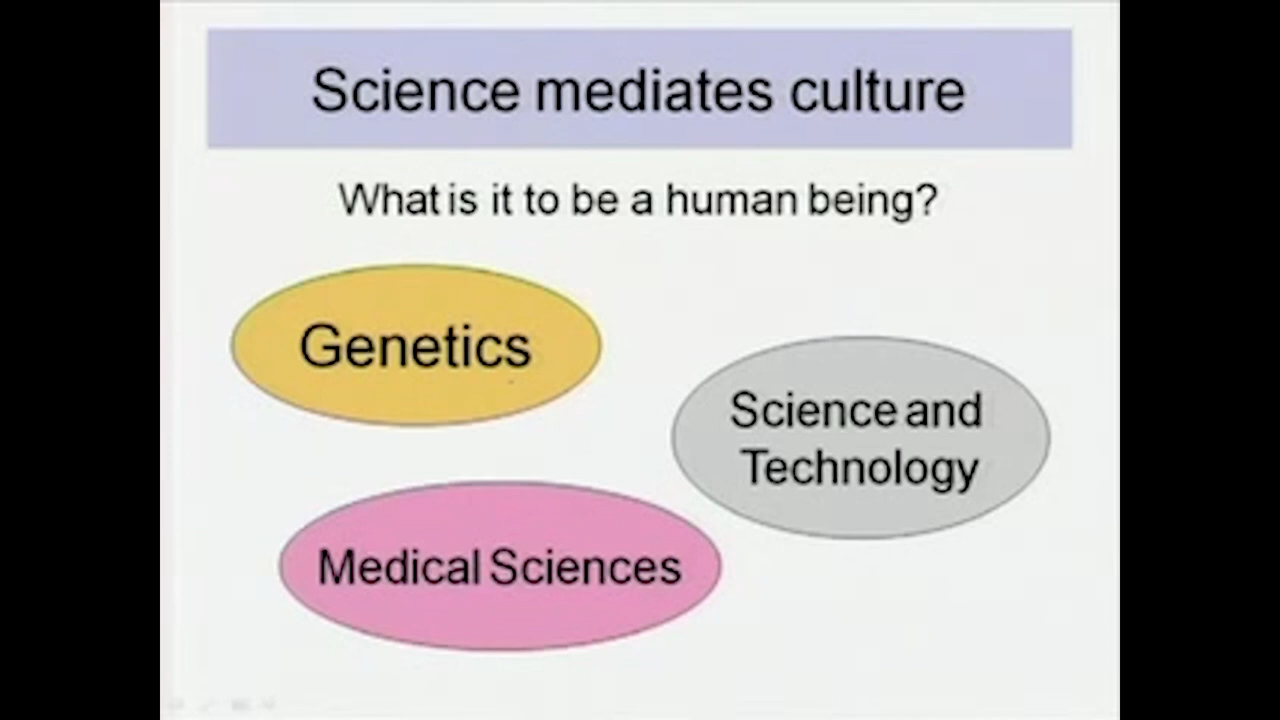 Science mediates culture
What is it to be a human being?
Genetics
Science and
Technology
Medical Sciences